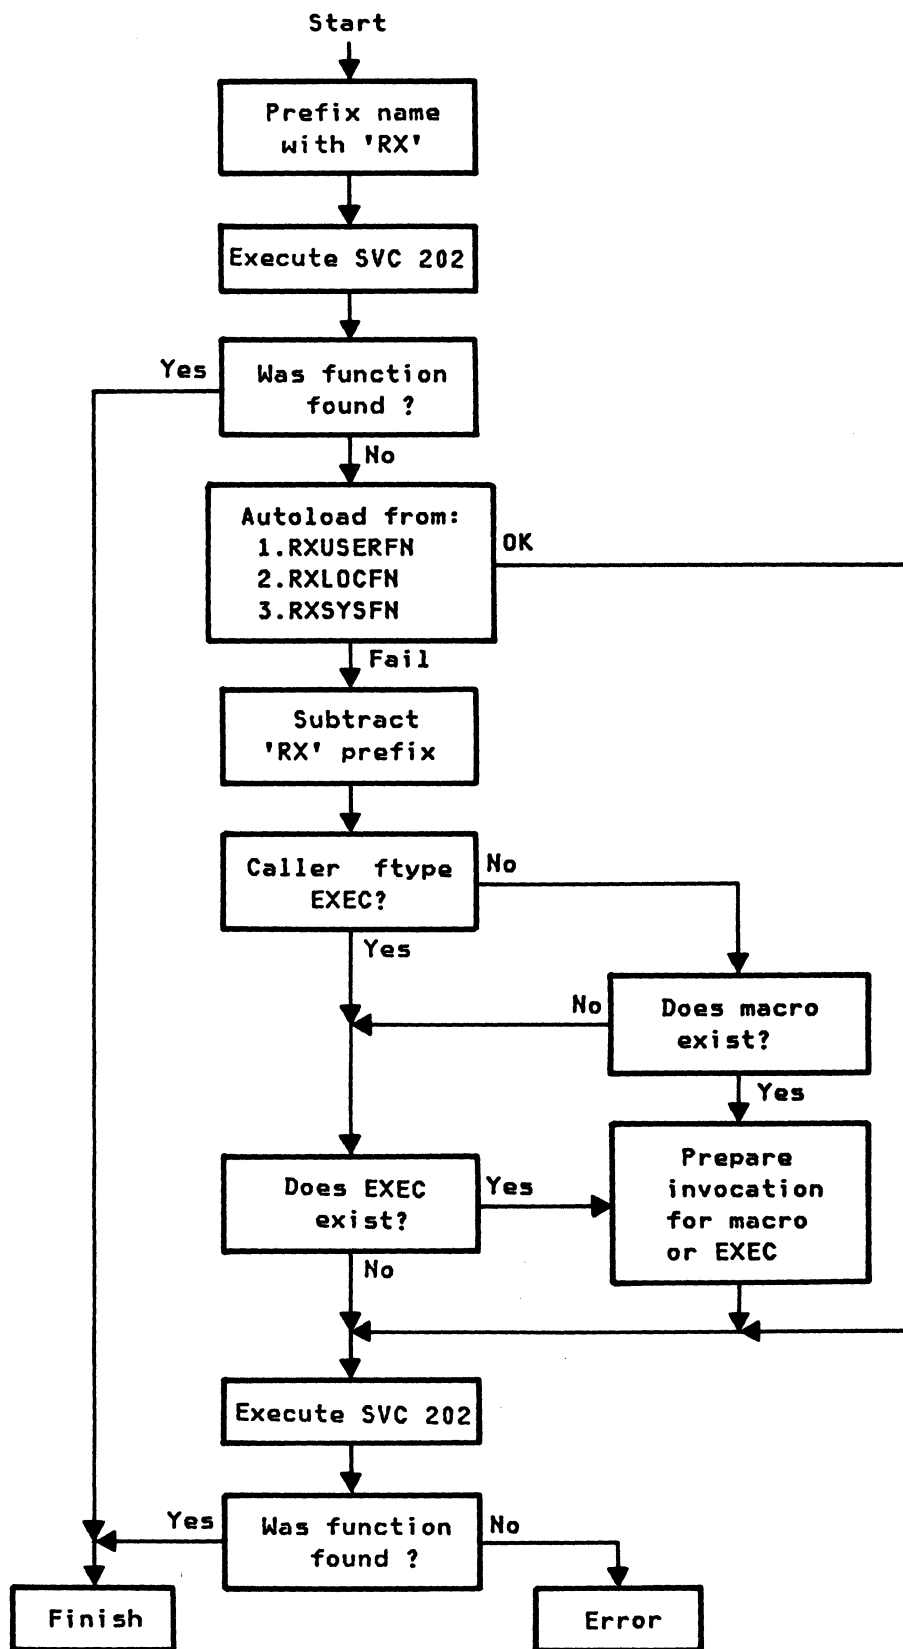 Start
Prefix name
with 'RX'
Execute SVC 202
Yes
Was function
found ?
No
Autoload from:
1.RXUSERFN
2.RXLOCFN
3.RXSYSFN
OK
Fail
Subtract
'RX' prefix
Caller ftype
EXEC?
No
Yes
No
Does macro
exist?
Yes
Does EXEC
exist?
Yes
Prepare
invocation
for macro
or EXEC
No
Execute SVC 202
Yes
Was function
found ?
No
Finish
Error